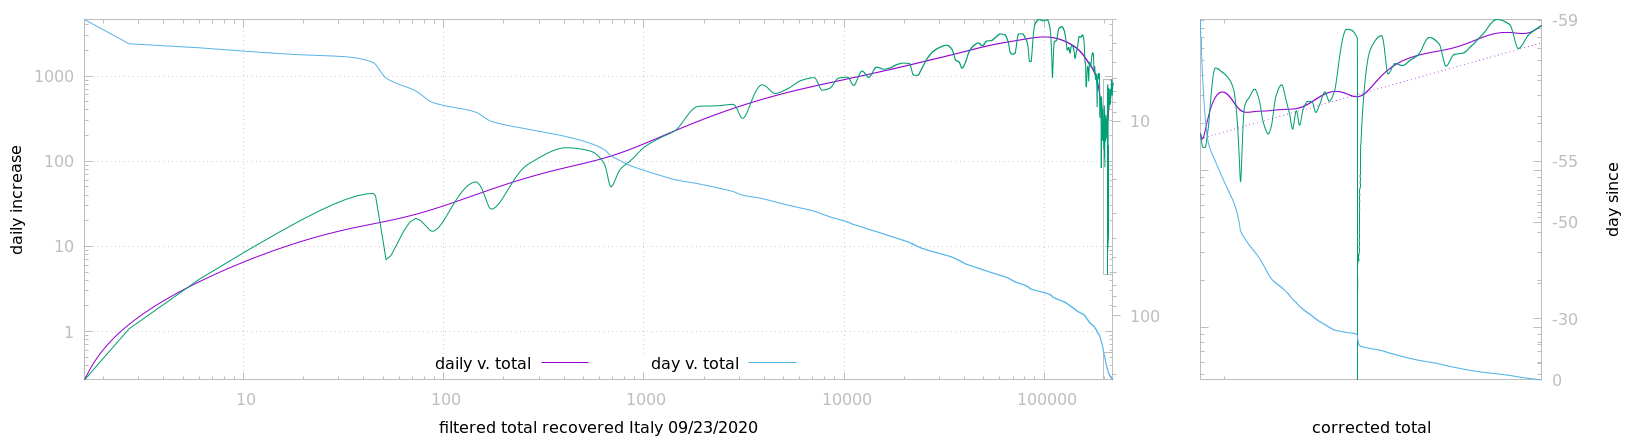 1000
100
10
1
daily increase
10
100
1000
10000
100000
10
100
daily v. total
day v. total
filtered total recovered Italy 09/23/2020
-59
-55
-50
-30
0
day since
corrected total